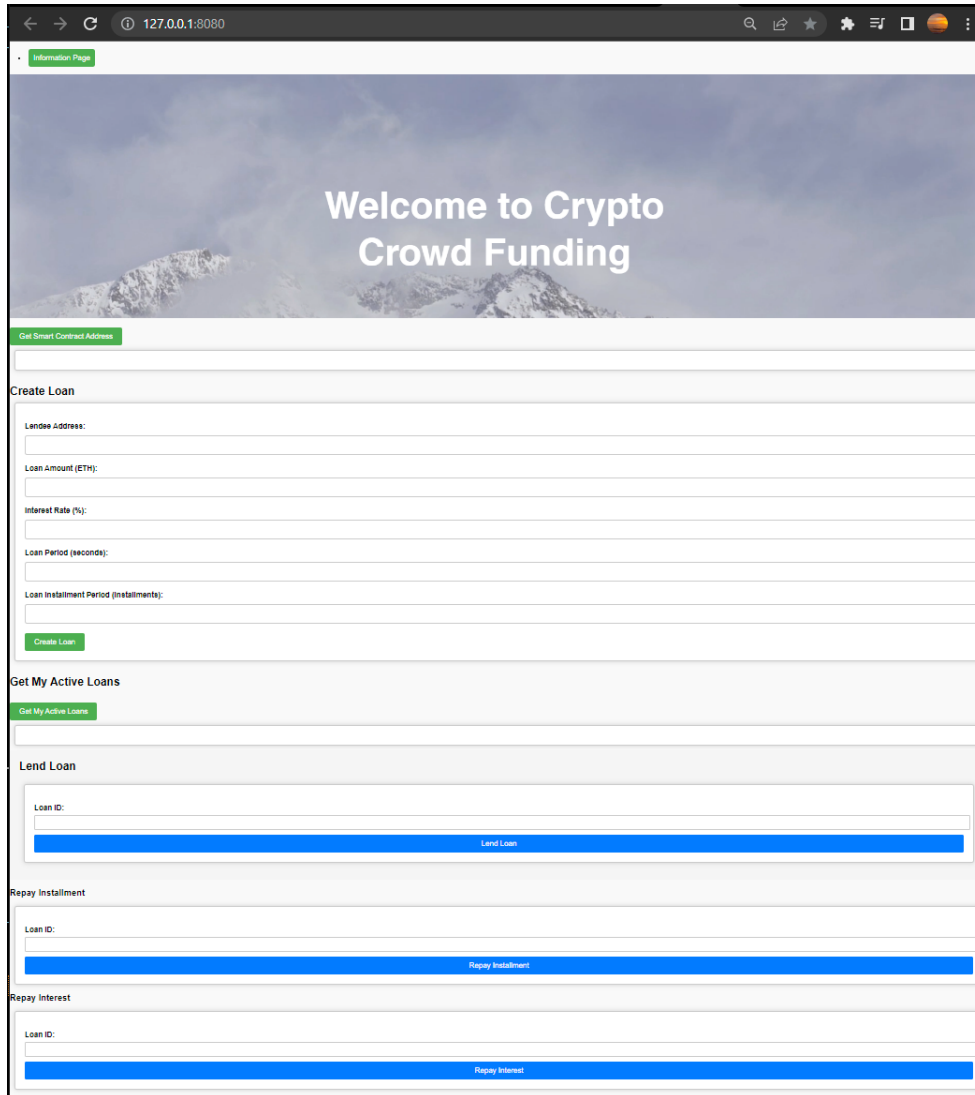 127.0.0.1:8080
Information Page
Welcome to Crypto
Crowd Funding
Get Smart Contract Address
Create Loan
Lendee Address:
Loan Amount (ETH):
Interest Rate (%):
Loan Period (seconds):
Loan Installment Period (Installments):
Create Loan
Get My Active Loans
Get My Active Loans
Lend Loan
Loan ID:
Lend Loan
Repay Installment
Loan ID:
Repay Installment
Repay Interest
Loan ID:
Repay Interest